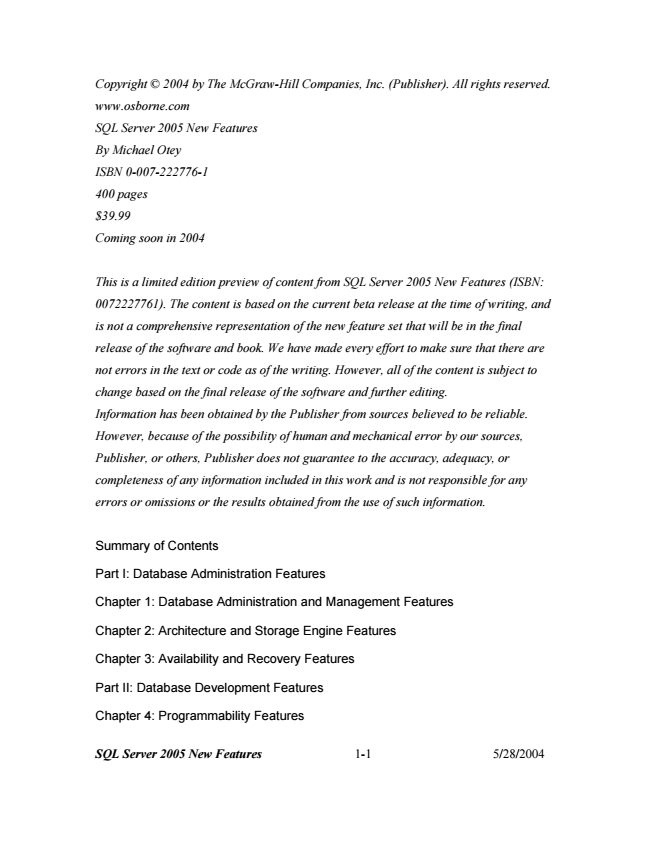 Copyright © 2004 by The McGraw-Hill Companies, Inc. (Publisher). All rights reserved.
www.osborne.com
SQL Server 2005 New Features
By Michael Otey
ISBN 0-007-222776-1
400 pages
$39.99
Coming soon in 2004
This is a limited edition preview of content from SQL Server 2005 New Features (ISBN:
0072227761). The content is based on the current beta release at the time of writing, and
is not a comprehensive representation of the new feature set that will be in the final
release of the software and book. We have made every effort to make sure that there are
not errors in the text or code as of the writing. However, all of the content is subject to
change based on the final release of the software and further editing.
Information has been obtained by the Publisher from sources believed to be reliable.
However, because of the possibility of human and mechanical error by our sources,
Publisher, or others, Publisher does not guarantee to the accuracy, adequacy, or
completeness of any information included in this work and is not responsible for any
errors or omissions or the results obtained from the use of such information.
Summary of Contents
Part I: Database Administration Features
Chapter 1: Database Administration and Management Features
Chapter 2: Architecture and Storage Engine Features
Chapter 3: Availability and Recovery Features
Part II: Database Development Features
Chapter 4: Programmability Features
SQL Server 2005 New Features 1-1 5/28/2004